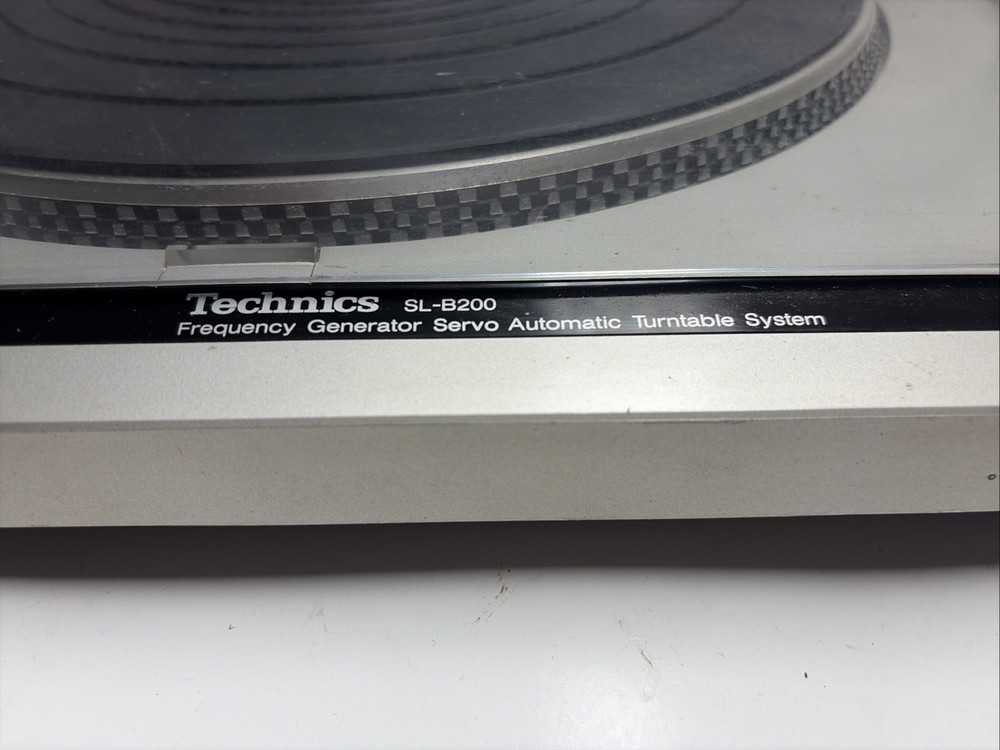 Technics SL-B200
Frequency Generator Servo Automatic Turntable System